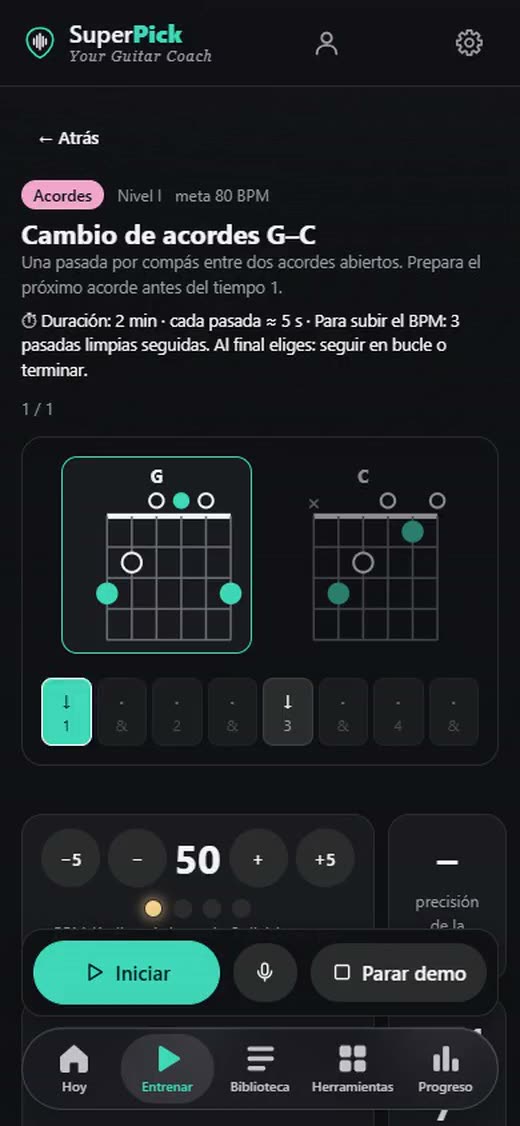 SuperPick
Your Guitar Coach
← Atrás
Acordes Nivel I meta 80 BPM
Cambio de acordes G–C
Una pasada por compás entre dos acordes abiertos. Prepara el
próximo acorde antes del tiempo 1.
⏱ Duración: 2 min · cada pasada ≈ 5 s · Para subir el BPM: 3
pasadas limpias seguidas. Al final eliges: seguir en bucle o
terminar.
1 / 1
G C
×
↓ · · · ↓ · · ·
1 & 2 & 3 & 4 &
−5 − 50 + +5
–
precisión
de la
Iniciar Parar demo
Hoy Entrenar Biblioteca Herramientas Progreso